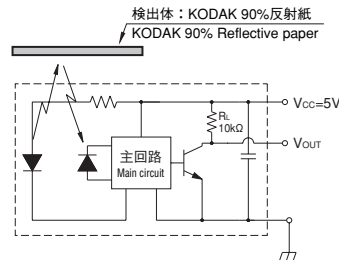 検出体：KODAK 90%反射紙
KODAK 90% Reflective paper
Vcc=5V
RL
10kΩ
VOUT
主回路
Main circuit